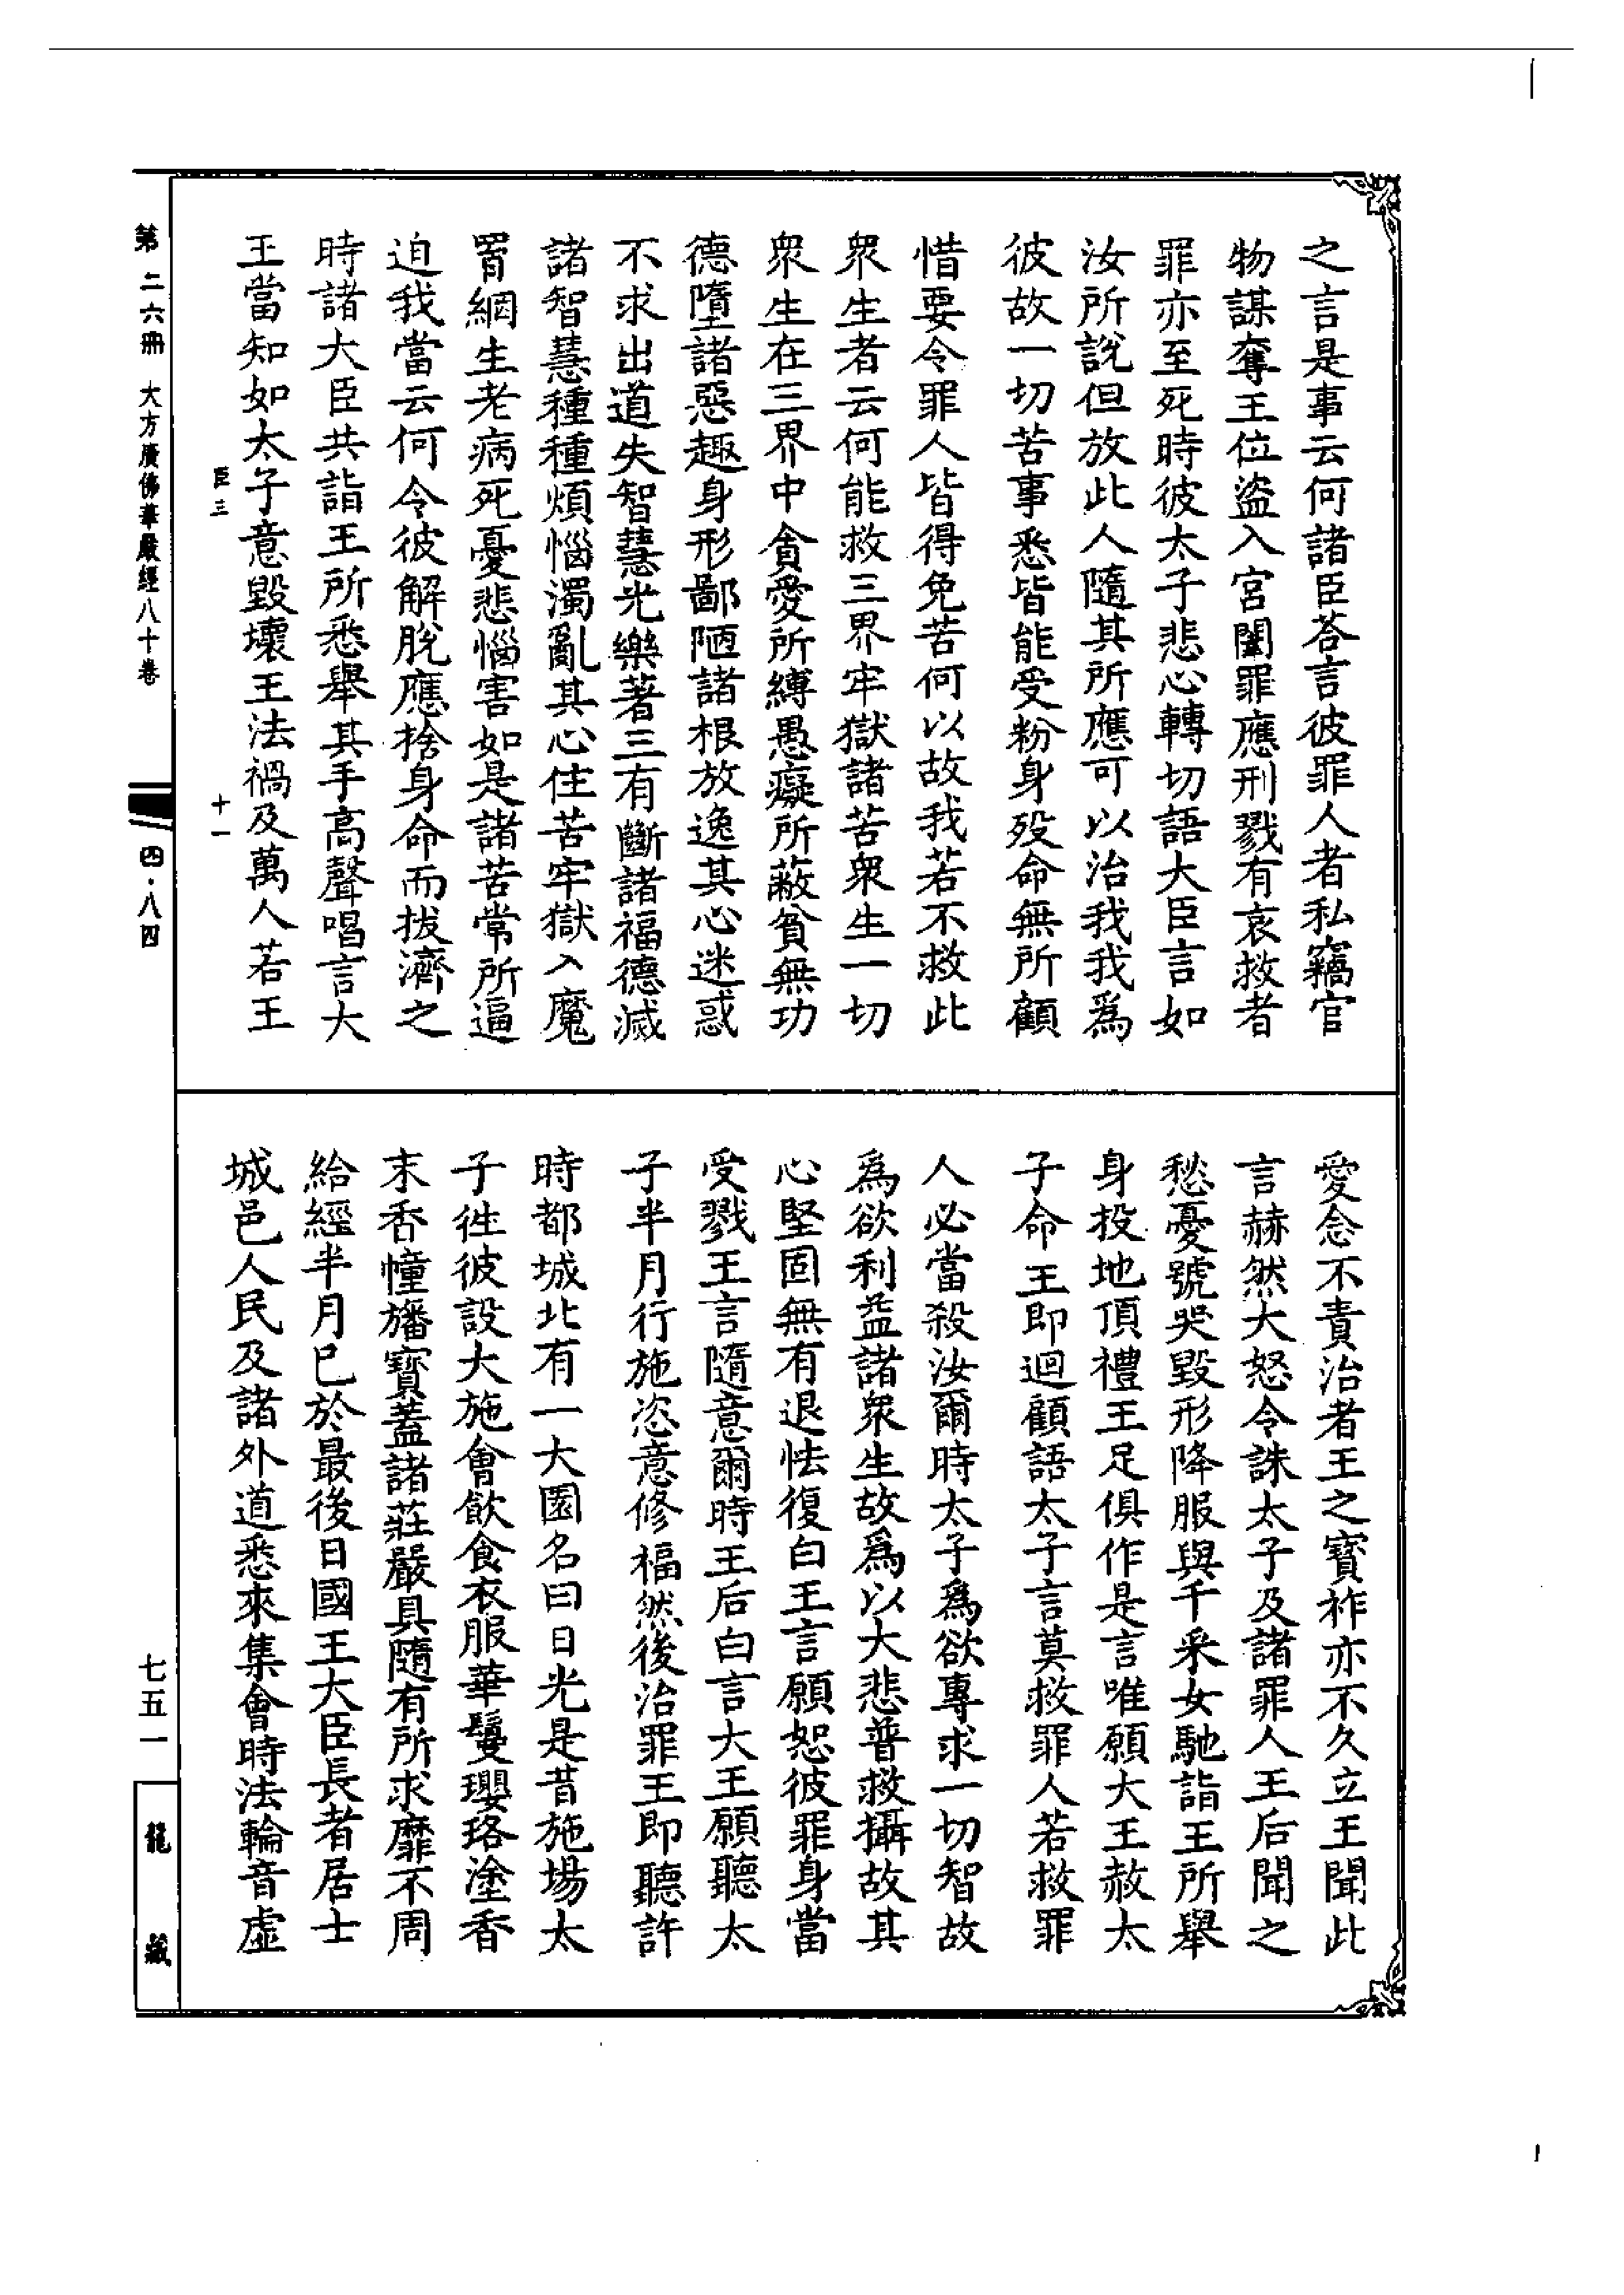 之言是事云何諸臣荅言彼罪人者私竊官
物謀奪王位盜入宮闈罪應刑戮有哀救者
罪亦至死時彼太子悲心轉切語大臣言如
汝所說但放此人隨其所應可以治我我爲
彼故一切苦事悉皆能受粉身歿命無所顧
惜要令罪人皆得免苦何以故我若不救此
衆生者云何能救三界牢獄諸苦衆生一切
衆生在三界中貪愛所縛愚癡所蔽貧無功
德墮諸惡趣身形鄙陋諸根放逸其心迷惑
不求出道失智慧光樂著三有斷諸福德滅
諸智慧種種煩惱濁亂其心住苦牢獄入魔
罥網生老病死憂悲惱害如是諸苦常所逼
迫我當云何令彼解脫應捨身命而拔濟之
時諸大臣共詣王所悉舉其手高聲唱言大
王當知如太子意毀壞王法禍及萬人若王
愛念不責治者王之寶祚亦不久立王聞此
言赫然大怒令誅太子及諸罪人王后聞之
愁憂號哭毀形降服與千采女馳詣王所舉
身投地頂禮王足俱作是言唯願大王赦太
子命王即迴顧語太子言莫救罪人若救罪
人必當殺汝爾時太子爲欲專求一切智故
爲欲利益諸衆生故爲以大悲普救攝故其
心堅固無有退怯復白王言願恕彼罪身當
受戮王言隨意爾時王后白言大王願聽太
子半月行施恣意修福然後治罪王即聽許
時都城北有一大園名曰日光是昔施場太
子往彼設大施會飲食衣服華鬘瓔珞塗香
末香幢旛寶蓋諸莊嚴具隨有所求靡不周
給經半月已於最後日國王大臣長者居士
城邑人民及諸外道悉來集會時法輪音虛
臣三
十一
第二六冊 大方廣佛華嚴經八十卷
四·八四
七五一
龍藏